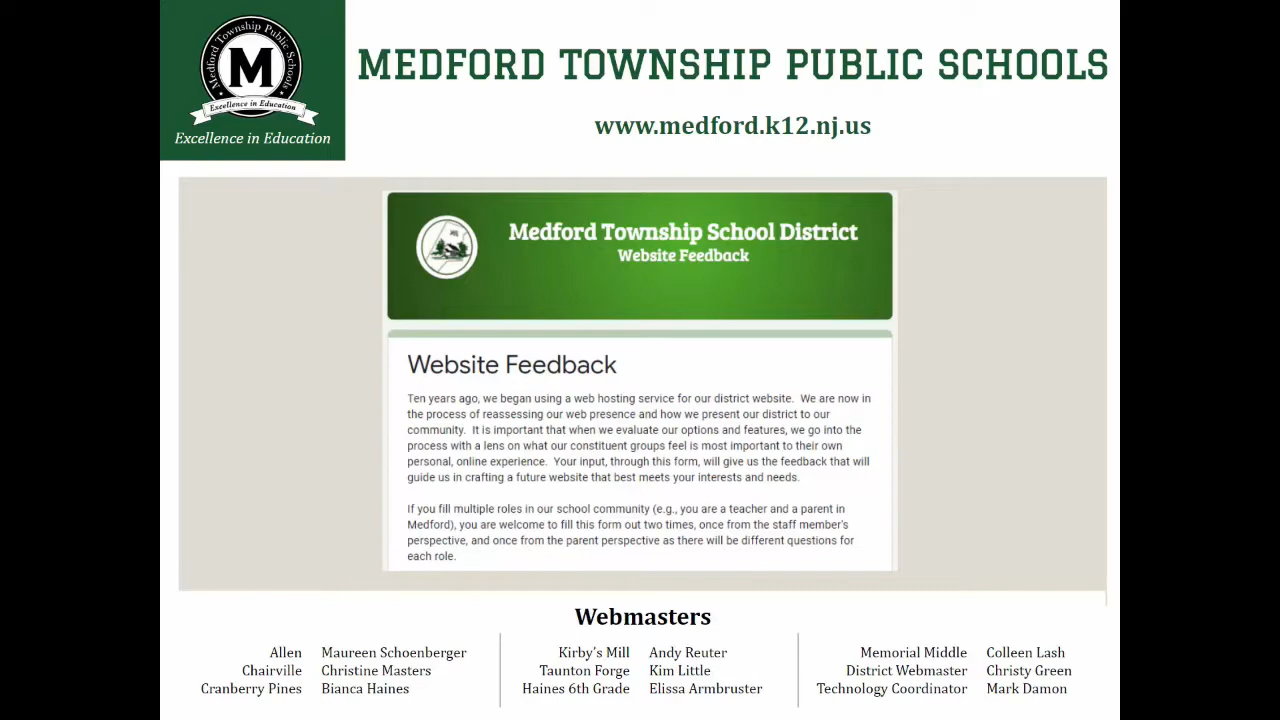 Medford Township Public Schools
M
Excellence in Education
Excellence in Education
MEDFORD TOWNSHIP PUBLIC SCHOOLS
www.medford.k12.nj.us
Medford Township School District
Website Feedback
Website Feedback
Ten years ago, we began using a web hosting service for our district website. We are now in
the process of reassessing our web presence and how we present our district to our
community. It is important that when we evaluate our options and features, we go into the
process with a lens on what our constituent groups feel is most important to their own
personal, online experience. Your input, through this form, will give us the feedback that will
guide us in crafting a future website that best meets your interests and needs.
If you fill multiple roles in our school community (e.g., you are a teacher and a parent in
Medford), you are welcome to fill this form out two times, once from the staff member's
perspective, and once from the parent perspective as there will be different questions for
each role.
Webmasters
Allen Maureen Schoenberger
Chairville Christine Masters
Cranberry Pines Bianca Haines
Kirby's Mill Andy Reuter
Taunton Forge Kim Little
Haines 6th Grade Elissa Armbruster
Memorial Middle Colleen Lash
District Webmaster Christy Green
Technology Coordinator Mark Damon